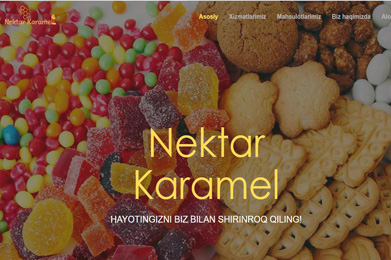 Nektar Karamel
Asosiy Xizmatlarimiz Mahsulotlarimiz Biz haqimizda Alo
Nektar
Karamel
HAYOTINGIZNI BIZ BILAN SHIRINROQ QILING!